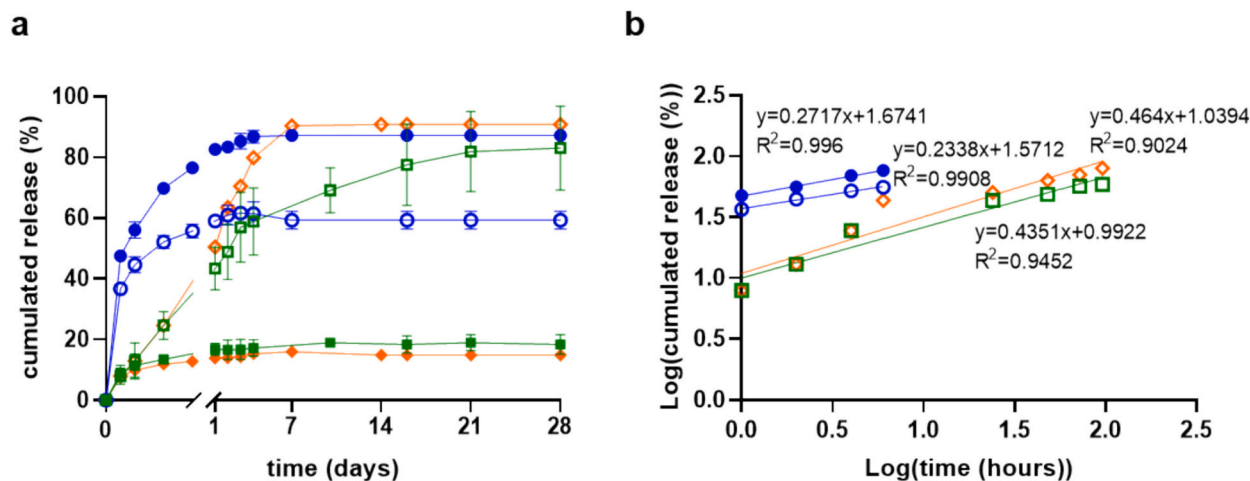 a
b
cumulated release (%)
100
80
60
40
20
0
0
1
7
14
21
28
time (days)
Log(cumulated release (%))
2.5
2.0
1.5
1.0
0.5
0.0
y=0.2717x+1.6741
R²=0.996
y=0.2338x+1.5712
R²=0.9908
y=0.464x+1.0394
R²=0.9024
y=0.4351x+0.9922
R²=0.9452
0.0
0.5
1.0
1.5
2.0
2.5
Log(time (hours))